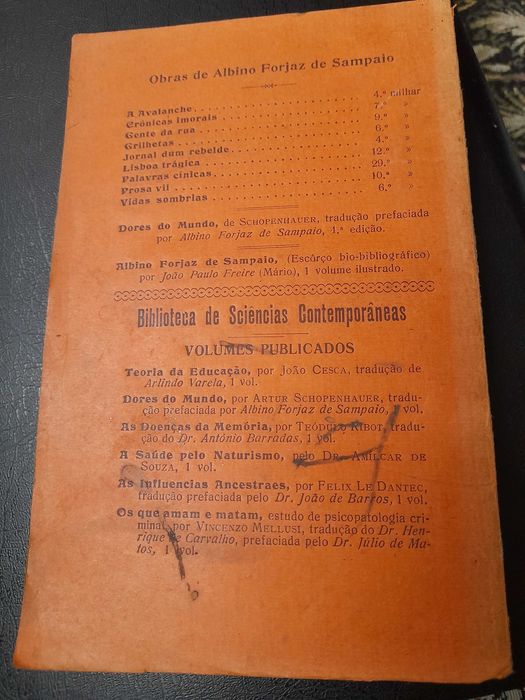 Obras de Albino Forjaz de Sampaio
A Avalanche. . . . . . . . . . . . . . . . 4.º milhar
Crónicas imorais . . . . . . . . . . . . . . . . 7.º »
Gente da rua . . . . . . . . . . . . . . . . 9.º »
Grilhetas . . . . . . . . . . . . . . . . 6.º »
Jornal dum rebelde. . . . . . . . . . . . . . . . 4.º »
Lisboa trágica . . . . . . . . . . . . . . . . 12.º »
Palavras cínicas. . . . . . . . . . . . . . . . 29.º »
Prosa vil . . . . . . . . . . . . . . . . 10.º »
Vidas sombrias . . . . . . . . . . . . . . . . 6.º »
Dores do Mundo, de SCHOPENHAUER, tradução prefaciada
por Albino Forjaz de Sampaio, 4.ª edição.
Albino Forjaz de Sampaio, (Escôrço bio-bibliográfico)
por João Paulo Freire (Mário), 1 volume ilustrado.
Biblioteca de Sciências Contemporâneas
VOLUMES PUBLICADOS
Teoria da Educação, por JOÃO CESCA, tradução de
Arlindo Varela, 1 vol.
Dores do Mundo, por ARTUR SCHOPENHAUER, tradu-
ção prefaciada por Albino Forjaz de Sampaio, 1 vol.
As Doenças da Memória, por TEÓDULO RIBOT, tradu-
ção do Dr. António Barradas, 1 vol.
A Saúde pelo Naturismo, pelo DR. AMILCAR DE
SOUZA, 1 vol.
As Influencias Ancestraes, por FELIX LE DANTEC,
tradução prefaciada pelo Dr. João de Barros, 1 vol.
Os que amam e matam, estudo de psicopatologia cri-
minal, por VINCENZO MELLUSI, tradução do Dr. Hen-
rique de Carvalho, prefaciada pelo Dr. Júlio de Ma-
tos, 1 vol.